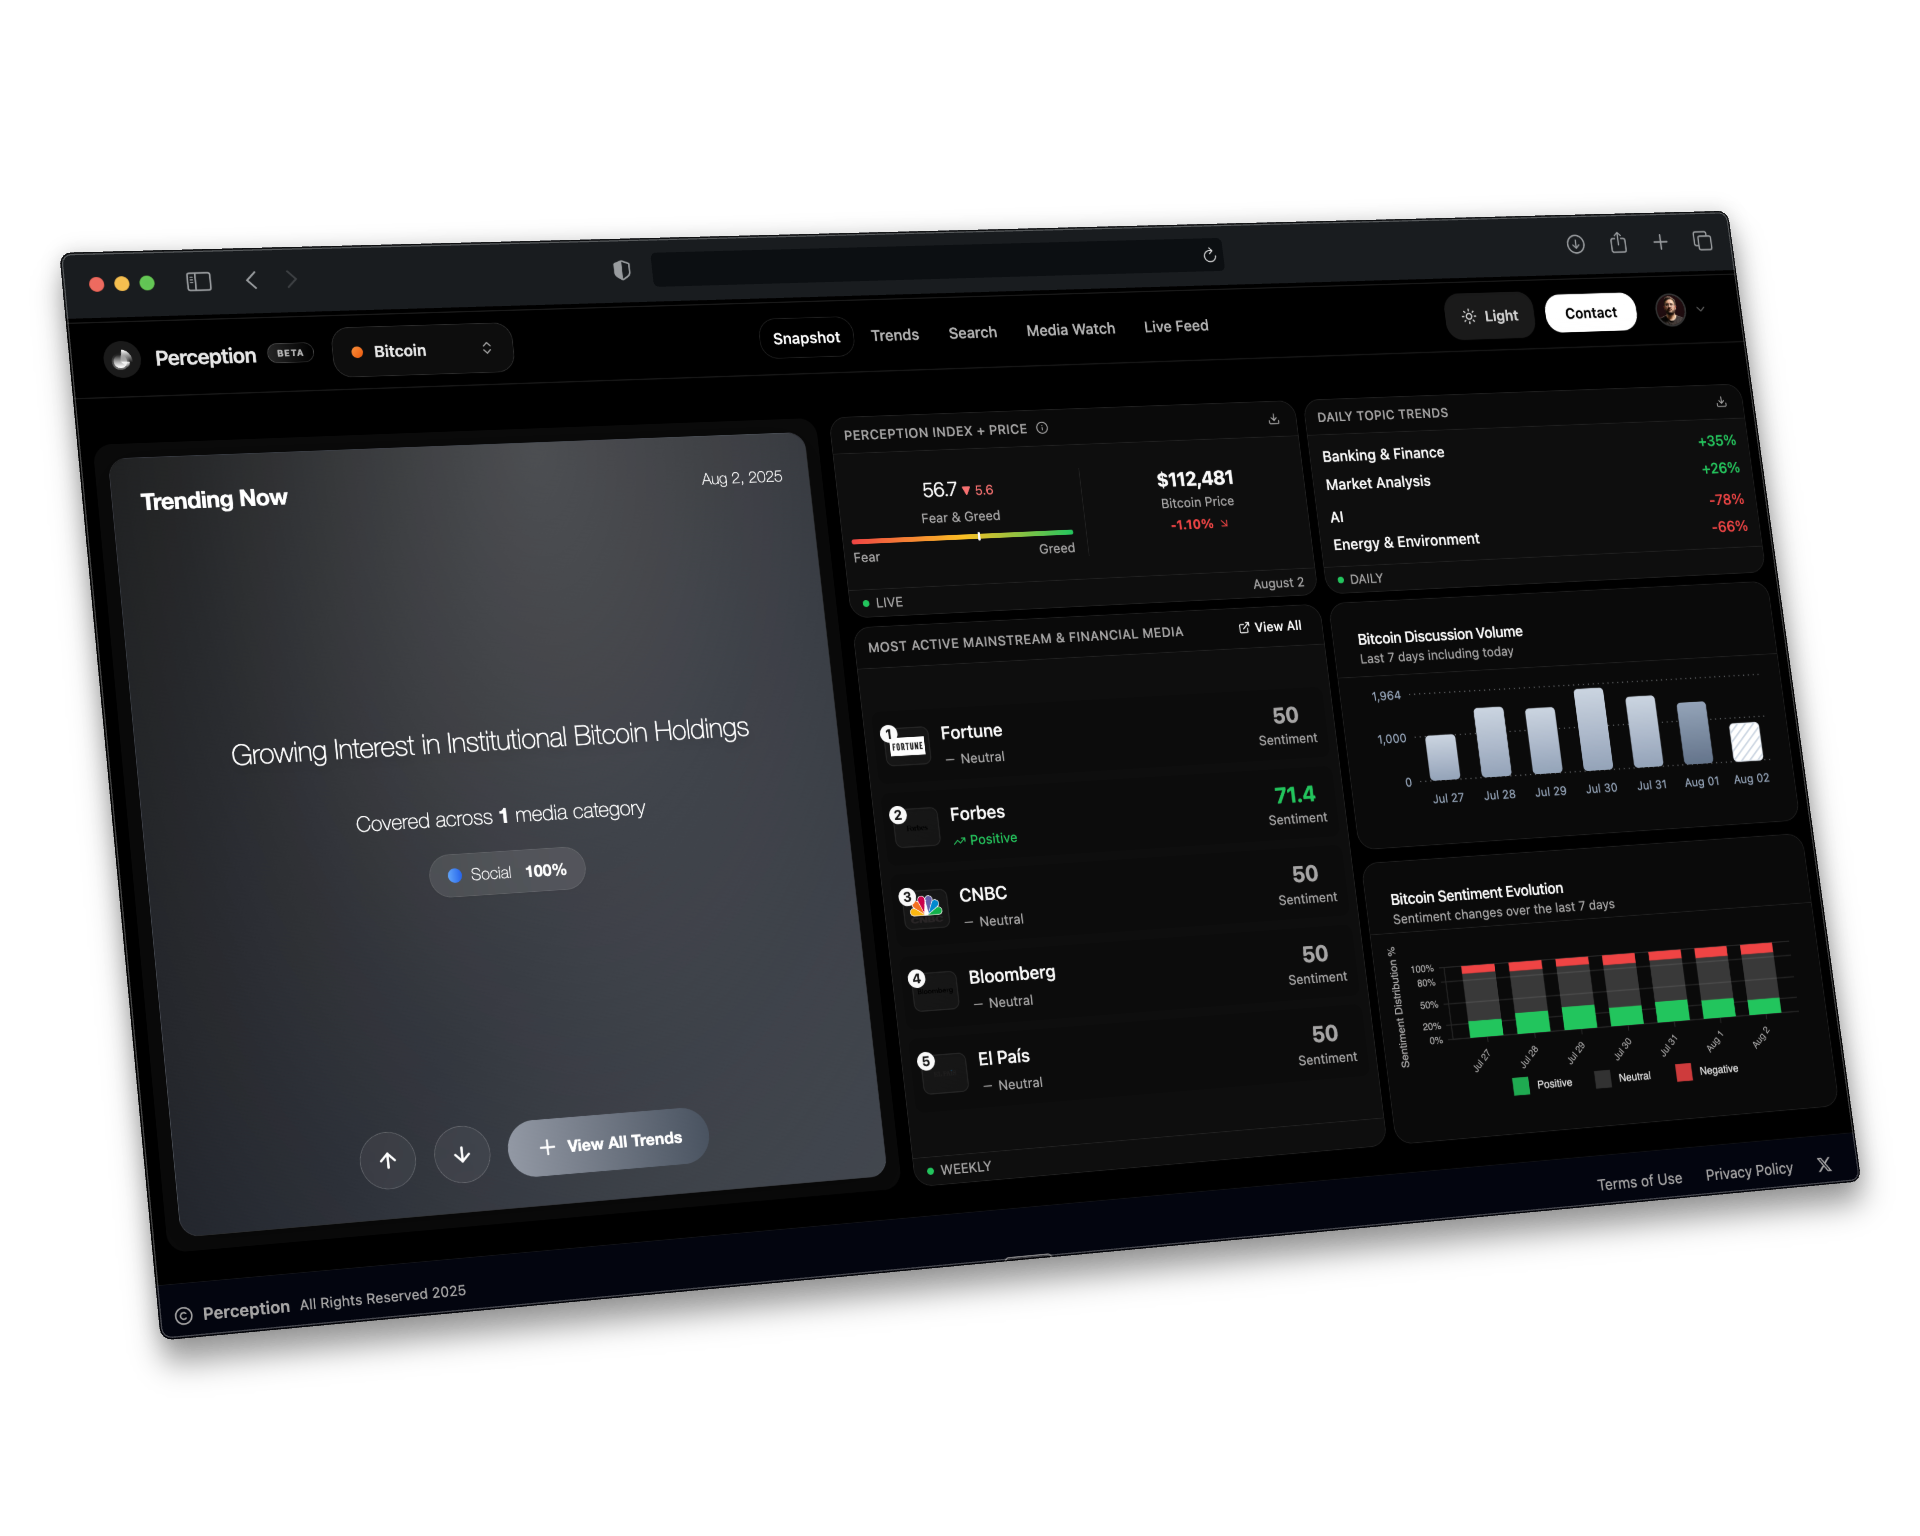 Perception BETA
Bitcoin
Snapshot
Trends
Search
Media Watch
Live Feed
Light
Contact
Trending Now
Aug 2, 2025
Growing Interest in Institutional Bitcoin Holdings
Covered across 1 media category
Social 100%
View All Trends
PERCEPTION INDEX + PRICE
56.7 ▼ 5.6
Fear & Greed
Fear
Greed
$112,481
Bitcoin Price
-1.10%
LIVE
August 2
DAILY TOPIC TRENDS
Banking & Finance +35%
Market Analysis +26%
AI -78%
Energy & Environment -66%
DAILY
MOST ACTIVE MAINSTREAM & FINANCIAL MEDIA
View All
1
FORTUNE
Fortune
Neutral
50
Sentiment
2
Forbes
Positive
71.4
Sentiment
3
CNBC
Neutral
50
Sentiment
4
Bloomberg
Neutral
50
Sentiment
5
El País
Neutral
50
Sentiment
WEEKLY
Bitcoin Discussion Volume
Last 7 days including today
1,964
1,000
0
Jul 27 Jul 28 Jul 29 Jul 30 Jul 31 Aug 01 Aug 02
Bitcoin Sentiment Evolution
Sentiment changes over the last 7 days
Sentiment Distribution %
100%
80%
50%
20%
0%
Jul 27 Jul 28 Jul 29 Jul 30 Jul 31 Aug 1 Aug 2
Positive Neutral Negative
Terms of Use
Privacy Policy
© Perception All Rights Reserved 2025